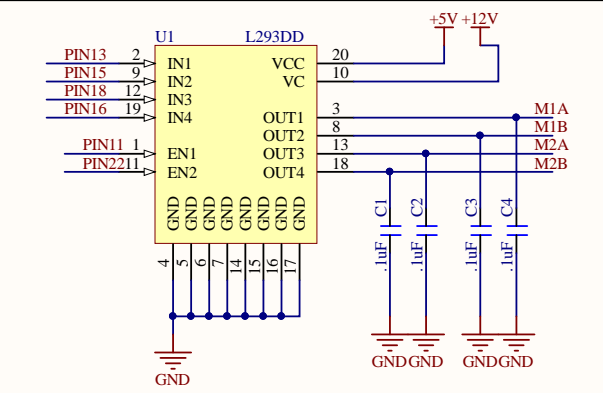 +5V +12V
U1 L293DD
PIN13 2 IN1 VCC 20
PIN15 9 IN2 VC 10
PIN18 12 IN3
PIN16 19 IN4 OUT1 3 M1A
OUT2 8 M1B
PIN11 1 EN1 OUT3 13 M2A
PIN22 11 EN2 OUT4 18 M2B
GND GND GND GND GND GND GND GND
C1 C2 C3 C4
.1uF .1uF .1uF .1uF
4 5 6 7 14 15 16 17
GND GND GND GND
GND